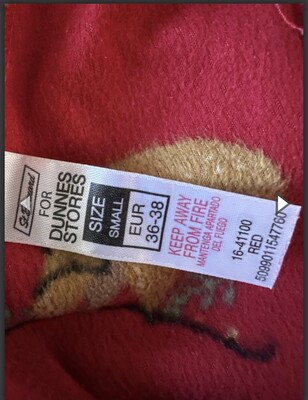 St. Bernard
FOR
DUNNES
STORES
SIZE
SMALL
EUR
36-38
KEEP AWAY
FROM FIRE
MANTENGA APARTADO
DEL FUEGO
16-41100
RED
5099011547760